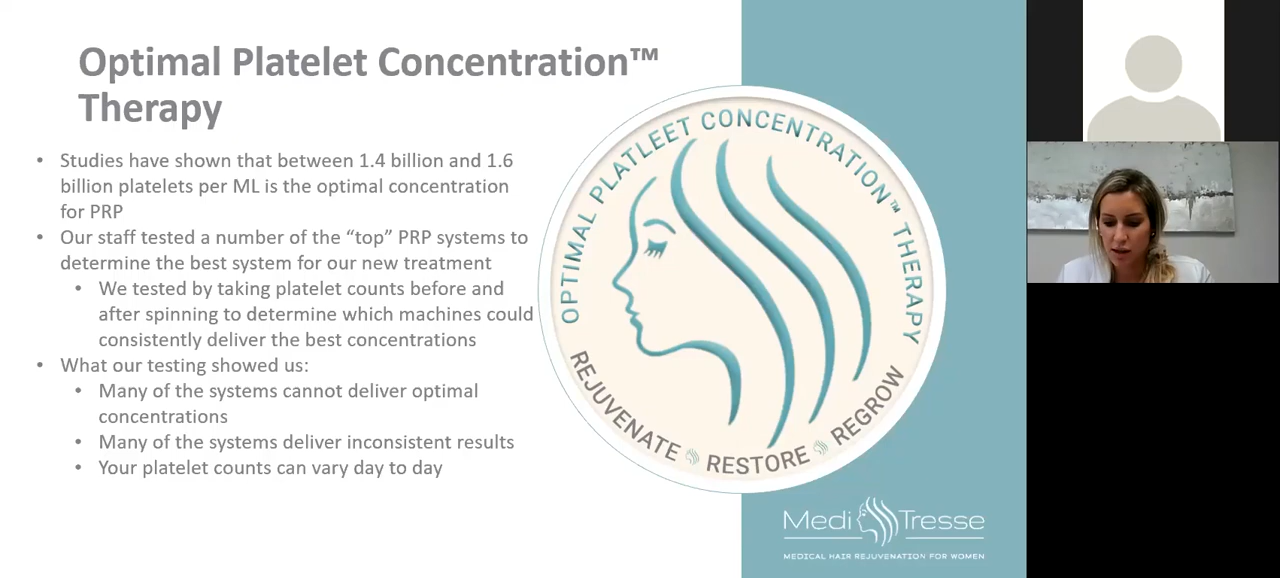 Optimal Platelet Concentration™
Therapy
• Studies have shown that between 1.4 billion and 1.6
billion platelets per ML is the optimal concentration
for PRP
• Our staff tested a number of the “top” PRP systems to
determine the best system for our new treatment
• We tested by taking platelet counts before and
after spinning to determine which machines could
consistently deliver the best concentrations
• What our testing showed us:
• Many of the systems cannot deliver optimal
concentrations
• Many of the systems deliver inconsistent results
• Your platelet counts can vary day to day
OPTIMAL PLATLEET CONCENTRATION™ THERAPY
REJUVENATE RESTORE REGROW
Medi Tresse
MEDICAL HAIR REJUVENATION FOR WOMEN